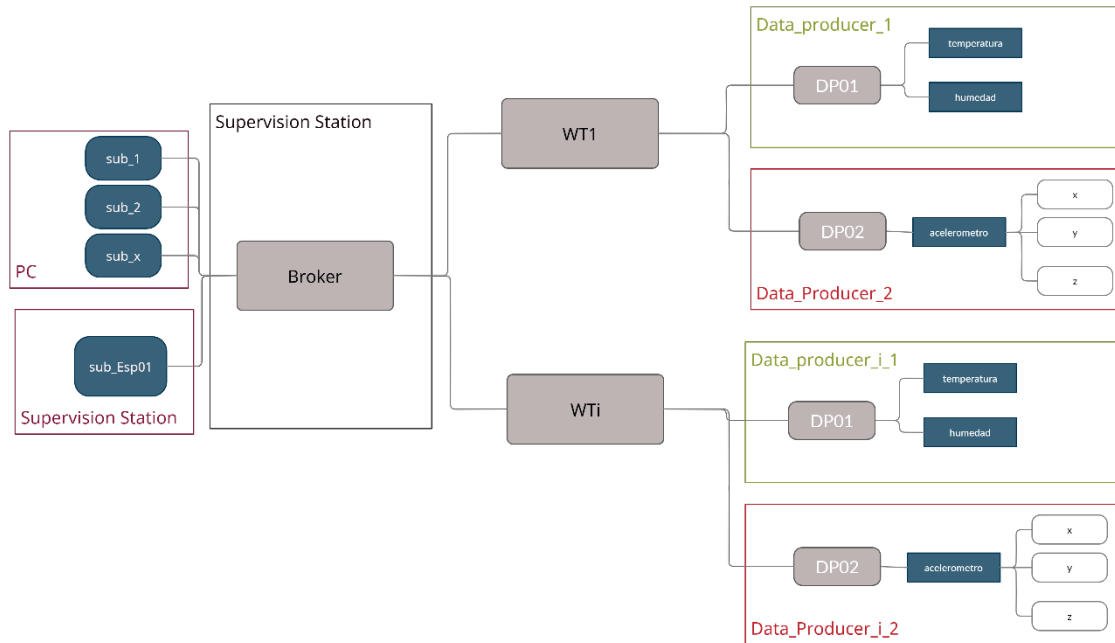 Data_producer_1
temperatura
DP01
humedad
Supervision Station
WT1
sub_1
sub_2
sub_x
PC
Broker
x
DP02
acelerometro
y
z
Data_Producer_2
sub_Esp01
Supervision Station
WTi
Data_producer_i_1
temperatura
DP01
humedad
x
DP02
acelerometro
y
z
Data_Producer_i_2